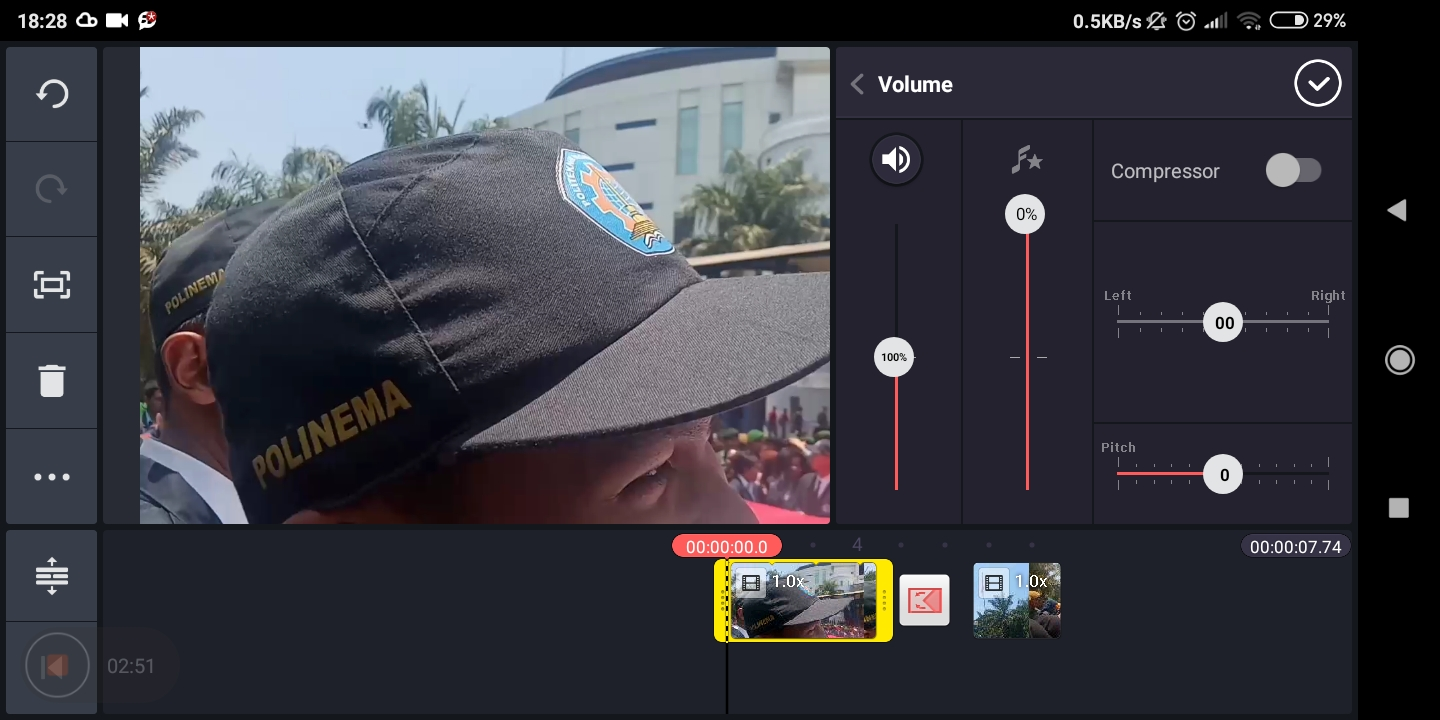 18:28
0.5KB/s
29%
Volume
POLITEKNIK
POLINEMA
POLINEMA
0%
100%
Compressor
Left
Right
00
Pitch
0
00:00:00.0
4
00:00:07.74
1.0x
1.0x
02:51